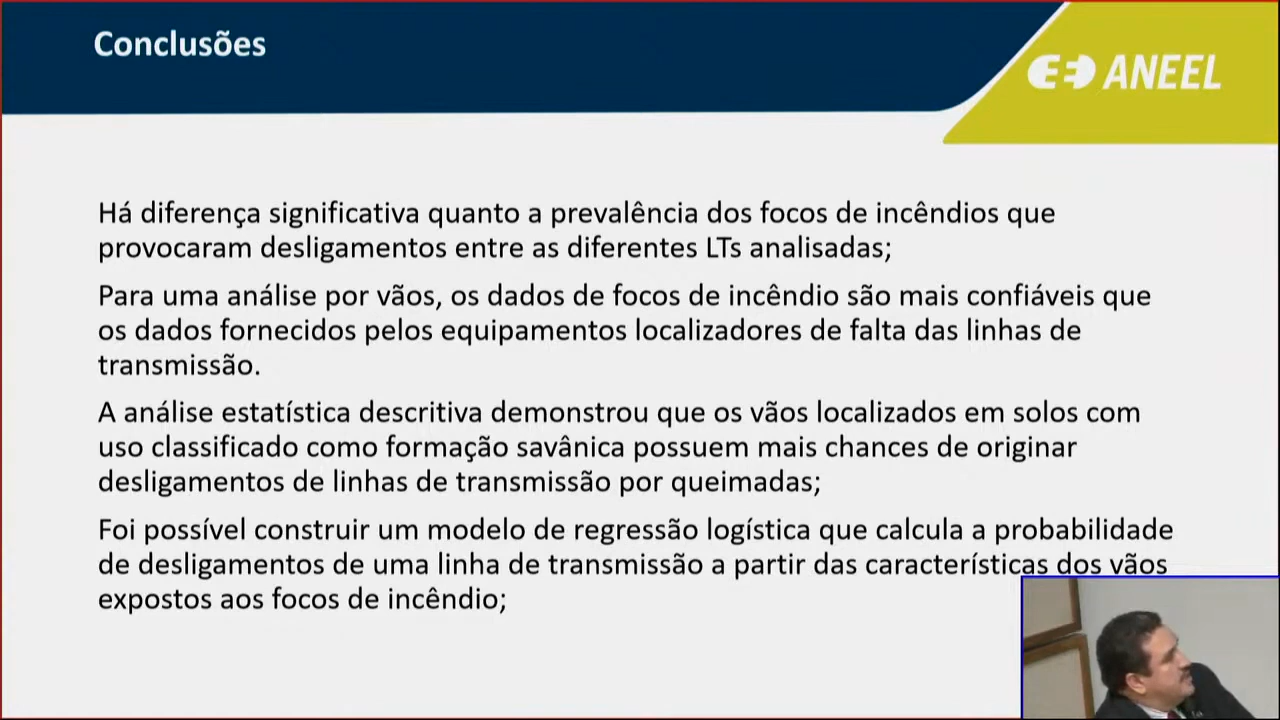 Conclusões
ANEEL
Há diferença significativa quanto a prevalência dos focos de incêndios que
provocaram desligamentos entre as diferentes LTs analisadas;
Para uma análise por vãos, os dados de focos de incêndio são mais confiáveis que
os dados fornecidos pelos equipamentos localizadores de falta das linhas de
transmissão.
A análise estatística descritiva demonstrou que os vãos localizados em solos com
uso classificado como formação savânica possuem mais chances de originar
desligamentos de linhas de transmissão por queimadas;
Foi possível construir um modelo de regressão logística que calcula a probabilidade
de desligamentos de uma linha de transmissão a partir das características dos vãos
expostos aos focos de incêndio;